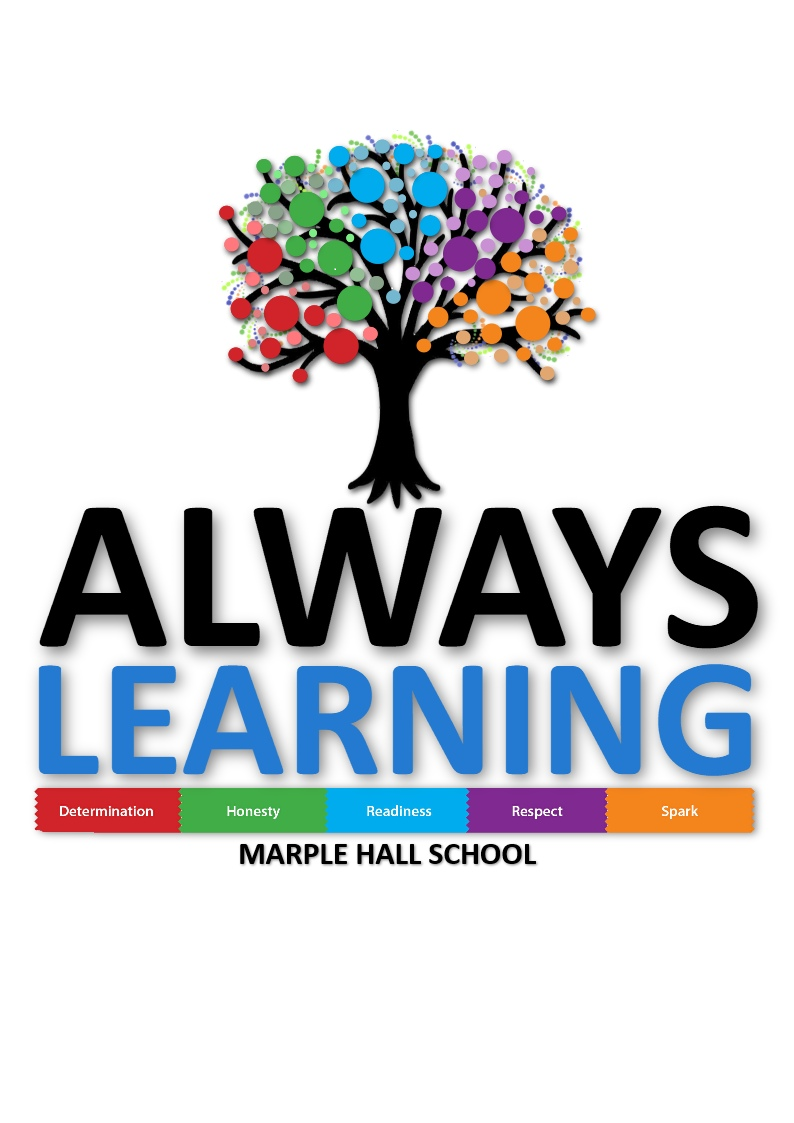 ALWAYS
LEARNING
Determination Honesty Readiness Respect Spark
MARPLE HALL SCHOOL